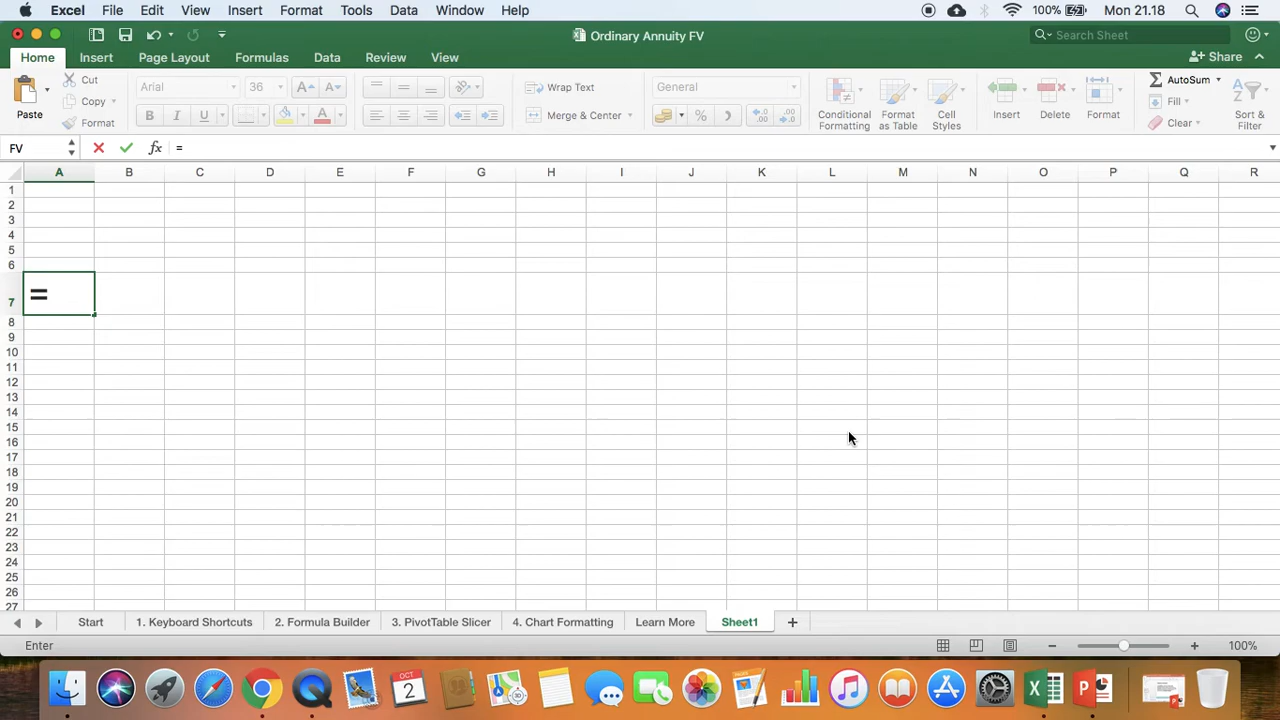 Excel File Edit View Insert Format Tools Data Window Help 100% Mon 21.18
Ordinary Annuity FV Search Sheet
Home Insert Page Layout Formulas Data Review View Share
Cut Arial 36 Wrap Text General AutoSum
Copy Fill
Paste Format Merge & Center Conditional Formatting Format as Table Cell Styles Insert Delete Format Clear Sort & Filter
FV fx =
A B C D E F G H I J K L M N O P Q R
1
2
3
4
5
6
7 =
8
9
10
11
12
13
14
15
16
17
18
19
20
21
22
23
24
25
26
27
Start 1. Keyboard Shortcuts 2. Formula Builder 3. PivotTable Slicer 4. Chart Formatting Learn More Sheet1
Enter 100%
OCT 2